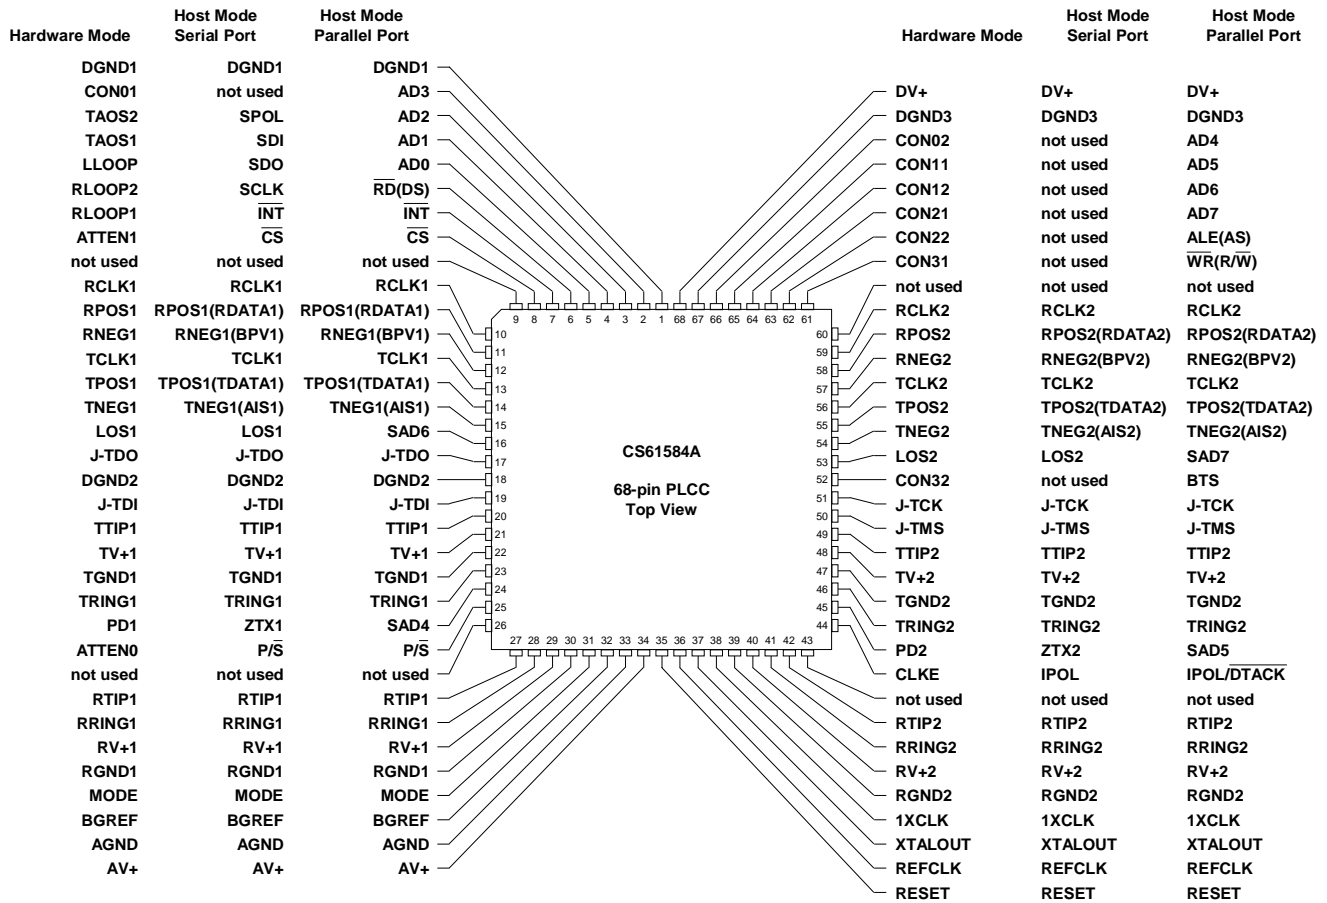 Host Mode Host Mode Host Mode Host Mode
Hardware Mode Serial Port Parallel Port Hardware Mode Serial Port Parallel Port
DGND1 DGND1 DGND1
CON01 not used AD3 DV+ DV+ DV+
TAOS2 SPOL AD2 DGND3 DGND3 DGND3
TAOS1 SDI AD1 CON02 not used AD4
LLOOP SDO AD0 CON11 not used AD5
RLOOP2 SCLK R̅D̅(DS) CON12 not used AD6
RLOOP1 I̅N̅T̅ I̅N̅T̅ CON21 not used AD7
ATTEN1 C̅S̅ C̅S̅ CON22 not used ALE(AS)
not used not used not used CON31 not used W̅R̅(R/W̅)
RCLK1 RCLK1 RCLK1 not used not used not used
RPOS1 RPOS1(RDATA1) RPOS1(RDATA1) RCLK2 RCLK2 RCLK2
9 8 7 6 5 4 3 2 1 68 67 66 65 64 63 62 61
RNEG1 RNEG1(BPV1) RNEG1(BPV1) 10 60 RPOS2 RPOS2(RDATA2) RPOS2(RDATA2)
TCLK1 TCLK1 TCLK1 11 59 RNEG2 RNEG2(BPV2) RNEG2(BPV2)
12 58
TPOS1 TPOS1(TDATA1) TPOS1(TDATA1) 13 57 TCLK2 TCLK2 TCLK2
TNEG1 TNEG1(AIS1) TNEG1(AIS1) 14 56 TPOS2 TPOS2(TDATA2) TPOS2(TDATA2)
15 55
LOS1 LOS1 SAD6 16 54 TNEG2 TNEG2(AIS2) TNEG2(AIS2)
J-TDO J-TDO J-TDO 17 CS61584A 53 LOS2 LOS2 SAD7
DGND2 DGND2 DGND2 18 68-pin PLCC 52 CON32 not used BTS
J-TDI J-TDI J-TDI 19 Top View 51 J-TCK J-TCK J-TCK
TTIP1 TTIP1 TTIP1 20 50 J-TMS J-TMS J-TMS
TV+1 TV+1 TV+1 21 49 TTIP2 TTIP2 TTIP2
22 48
TGND1 TGND1 TGND1 23 47 TV+2 TV+2 TV+2
TRING1 TRING1 TRING1 24 46 TGND2 TGND2 TGND2
25 45
PD1 ZTX1 SAD4 26 44 TRING2 TRING2 TRING2
27 28 29 30 31 32 33 34 35 36 37 38 39 40 41 42 43
ATTEN0 P/S̅ P/S̅ PD2 ZTX2 SAD5
not used not used not used CLKE IPOL IPOL/D̅T̅A̅C̅K̅
RTIP1 RTIP1 RTIP1 not used not used not used
RRING1 RRING1 RRING1 RTIP2 RTIP2 RTIP2
RV+1 RV+1 RV+1 RRING2 RRING2 RRING2
RGND1 RGND1 RGND1 RV+2 RV+2 RV+2
MODE MODE MODE RGND2 RGND2 RGND2
BGREF BGREF BGREF 1XCLK 1XCLK 1XCLK
AGND AGND AGND XTALOUT XTALOUT XTALOUT
AV+ AV+ AV+ REFCLK REFCLK REFCLK
RESET RESET RESET